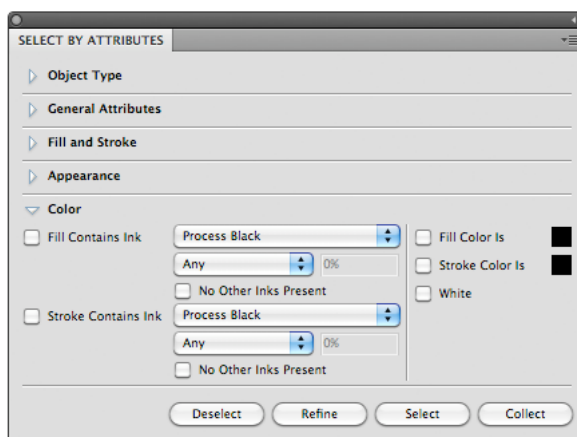 SELECT BY ATTRIBUTES
Object Type
General Attributes
Fill and Stroke
Appearance
Color
Fill Contains Ink Process Black Fill Color Is
Any 0% Stroke Color Is
No Other Inks Present White
Stroke Contains Ink Process Black
Any 0%
No Other Inks Present
Deselect Refine Select Collect